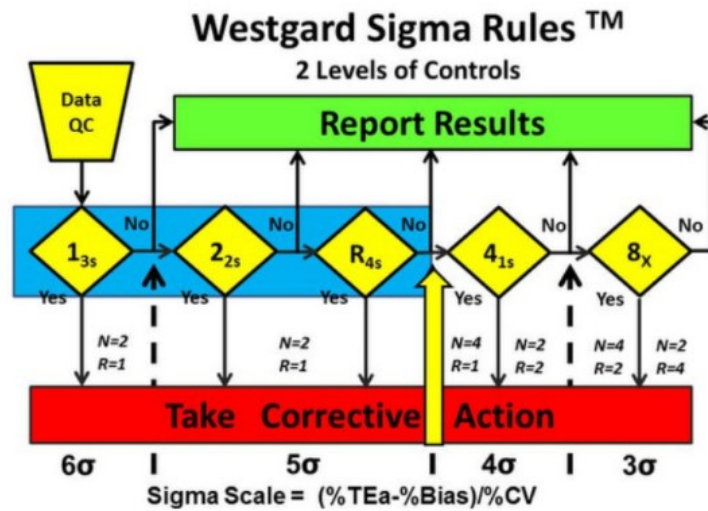 Westgard Sigma Rules ™
2 Levels of Controls
Data
QC
Report Results
No No No No No
1₃ₛ 2₂ₛ R₄ₛ 4₁ₛ 8ₓ
Yes Yes Yes Yes Yes
N=2 N=2 N=4 N=2 N=4 N=2
R=1 R=1 R=1 R=2 R=2 R=4
Take Corrective Action
6σ I 5σ I 4σ I 3σ
Sigma Scale = (%TEa-%Bias)/%CV